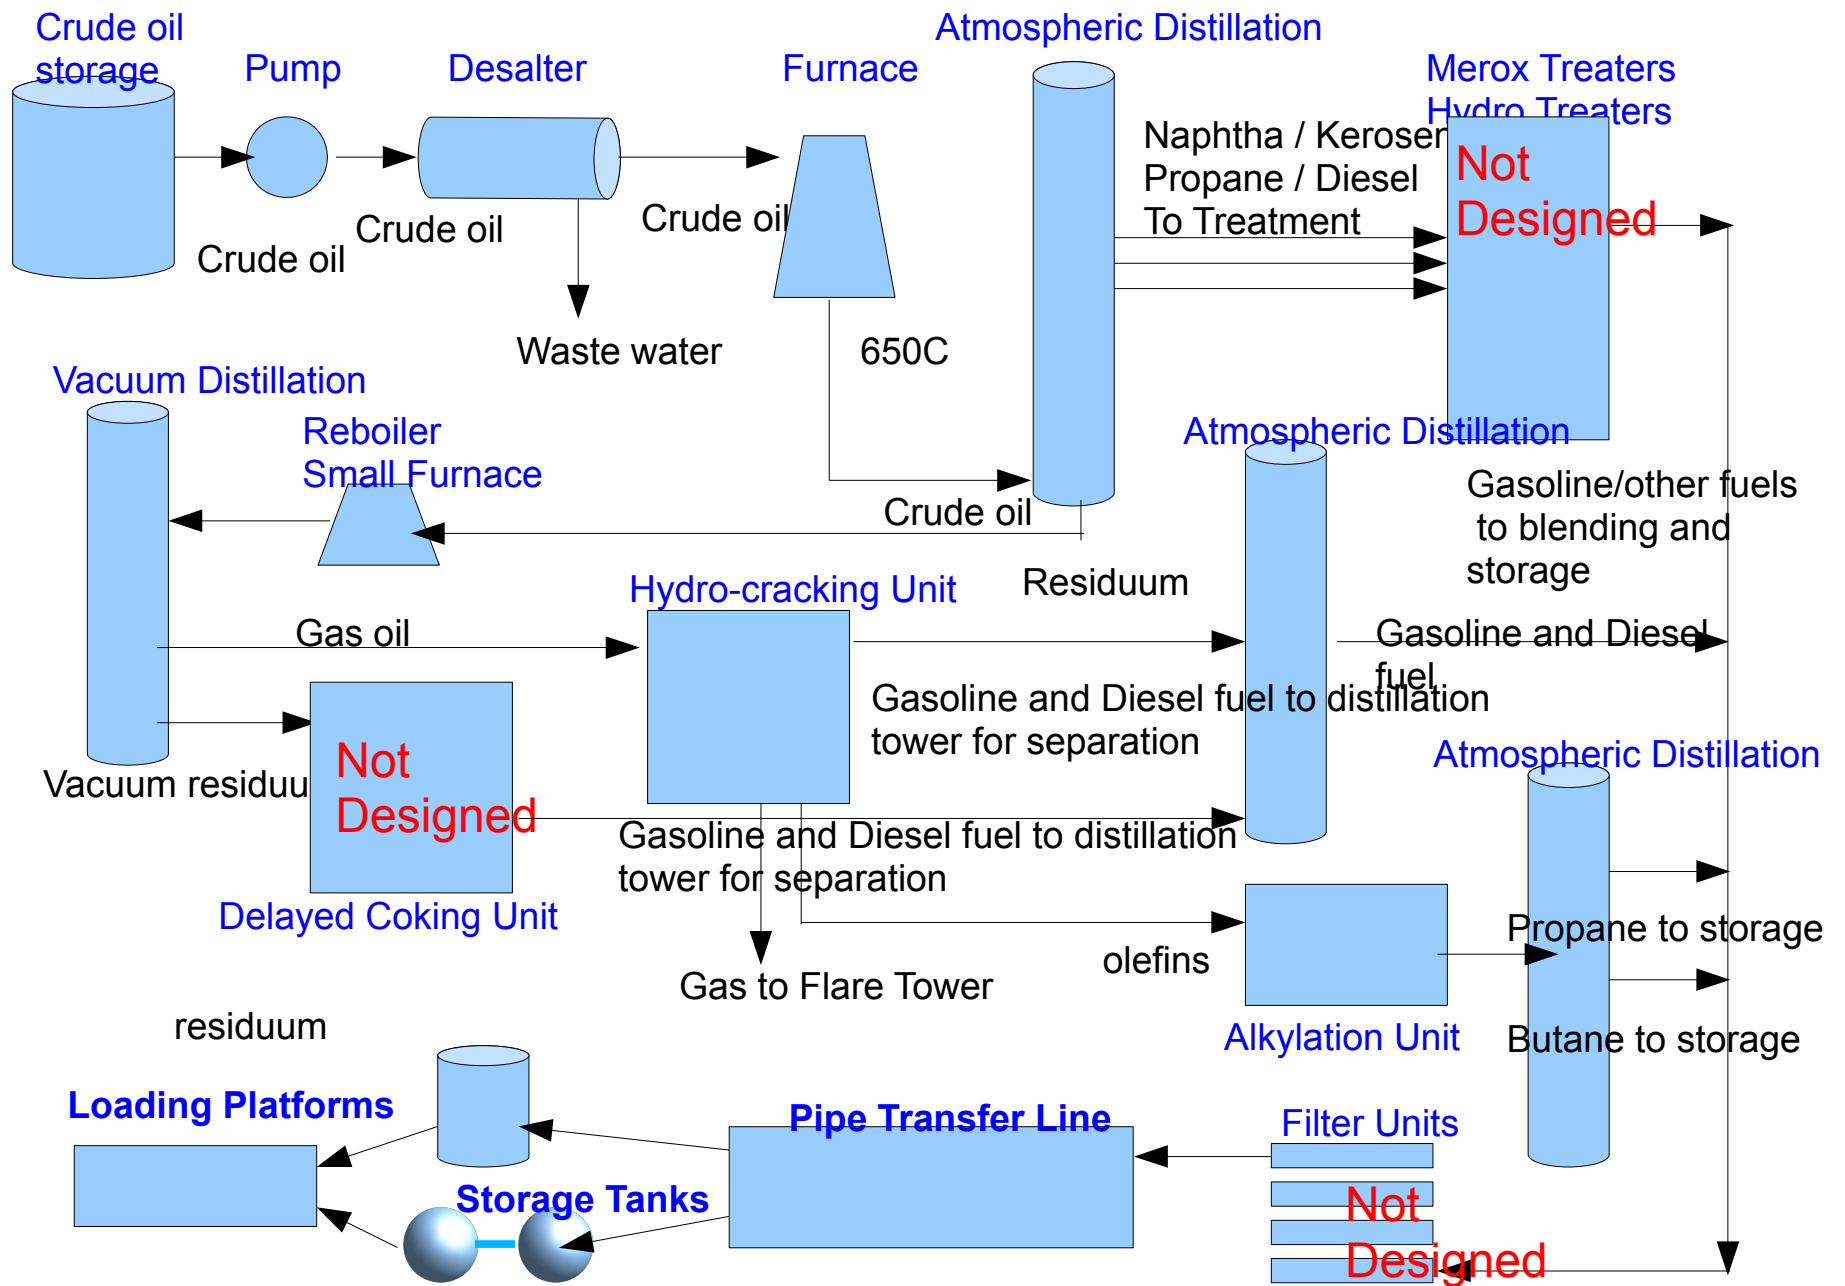 Crude oil
storage
Pump
Desalter
Furnace
Atmospheric Distillation
Merox Treaters
Hydro Treaters
Naphtha / Keroser
Propane / Diesel
To Treatment
Not
Designed
Crude oil
Crude oil
Crude oil
Waste water
650C
Vacuum Distillation
Reboiler
Small Furnace
Atmospheric Distillation
Crude oil
Gasoline/other fuels
to blending and
storage
Residuum
Hydro-cracking Unit
Gas oil
Gasoline and Diesel
fuel
Gasoline and Diesel fuel to distillation
tower for separation
Not
Designed
Vacuum residuu
Atmospheric Distillation
Gasoline and Diesel fuel to distillation
tower for separation
Delayed Coking Unit
Propane to storage
olefins
Gas to Flare Tower
residuum
Alkylation Unit
Butane to storage
Loading Platforms
Pipe Transfer Line
Filter Units
Storage Tanks
Not
Designed